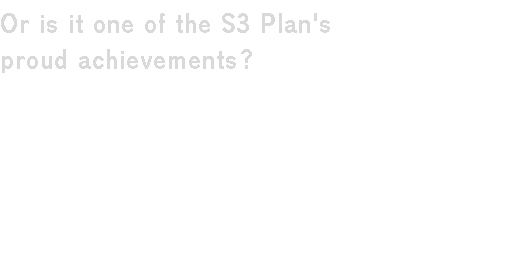 Or is it one of the S3 Plan's
proud achievements?